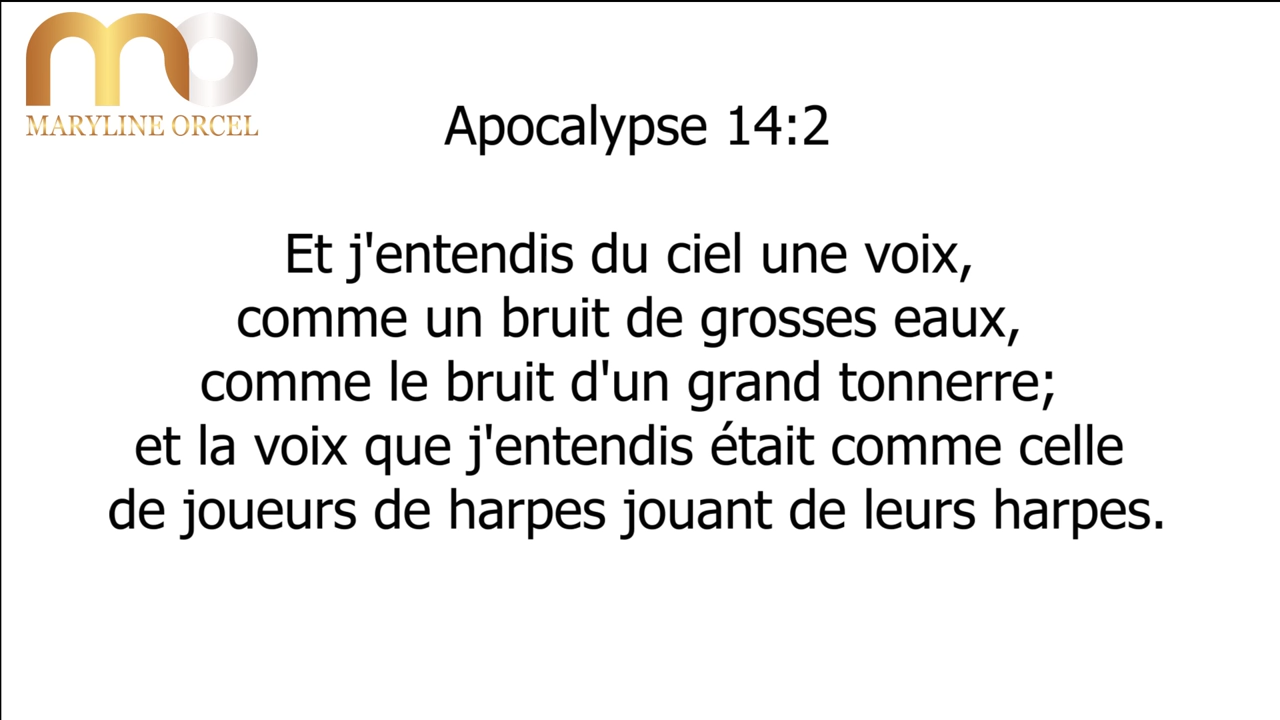 mo
MARYLINE ORCEL
Apocalypse 14:2
Et j'entendis du ciel une voix,
comme un bruit de grosses eaux,
comme le bruit d'un grand tonnerre;
et la voix que j'entendis était comme celle
de joueurs de harpes jouant de leurs harpes.